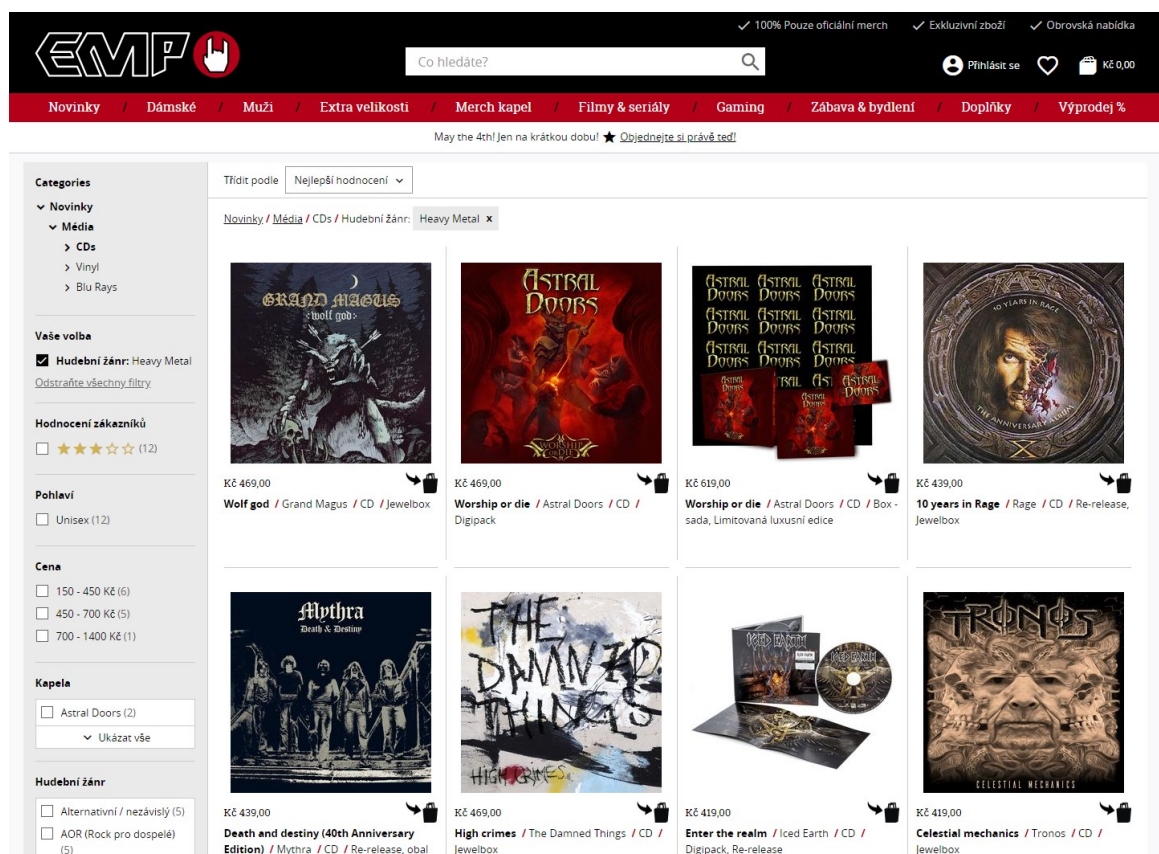 100% Pouze oficiální merch
Exkluzivní zboží
Obrovská nabídka
EMP
Co hledáte?
Přihlásit se
Kč 0,00
Novinky / Dámské / Muži / Extra velikosti / Merch kapel / Filmy & seriály / Gaming / Zábava & bydlení / Doplňky / Výprodej %
May the 4th! Jen na krátkou dobu! ★ Objednejte si právě teď!
Categories
Novinky
Média
CDs
Vinyl
Blu Rays
Vaše volba
Hudební žánr: Heavy Metal
Odstraňte všechny filtry
Hodnocení zákazníků
(12)
Pohlaví
Unisex (12)
Cena
150 - 450 Kč (6)
450 - 700 Kč (5)
700 - 1400 Kč (1)
Kapela
Astral Doors (2)
Ukázat vše
Hudební žánr
Alternativní / nezávislý (5)
AOR (Rock pro dospelé)
(5)
Třídit podle
Nejlepší hodnocení
Novinky / Média / CDs / Hudební žánr: Heavy Metal x
GRAND MAGUS
:wolf god:
Kč 469,00
Wolf god / Grand Magus / CD / Jewelbox
ASTRAL
DOORS
WORSHIP
OR DIE
Kč 469,00
Worship or die / Astral Doors / CD /
Digipack
ASTRAL DOORS ASTRAL DOORS ASTRAL DOORS
ASTRAL DOORS ASTRAL DOORS ASTRAL DOORS
ASTRAL DOORS ASTRAL DOORS ASTRAL DOORS
Kč 619,00
Worship or die / Astral Doors / CD / Box -
sada, Limitovaná luxusní edice
10 YEARS IN RAGE
THE ANNIVERSARY ALBUM
X
Kč 439,00
10 years in Rage / Rage / CD / Re-release,
Jewelbox
Mythra
Death & Destiny
Kč 439,00
Death and destiny (40th Anniversary
Edition) / Mythra / CD / Re-release, obal
THE
DAMNED
THINGS
HIGH CRIMES
Kč 469,00
High crimes / The Damned Things / CD /
Jewelbox
ICED EARTH
ICED EARTH
Kč 419,00
Enter the realm / Iced Earth / CD /
Digipack, Re-release
TRONOS
CELESTIAL MECHANICS
Kč 419,00
Celestial mechanics / Tronos / CD /
Jewelbox